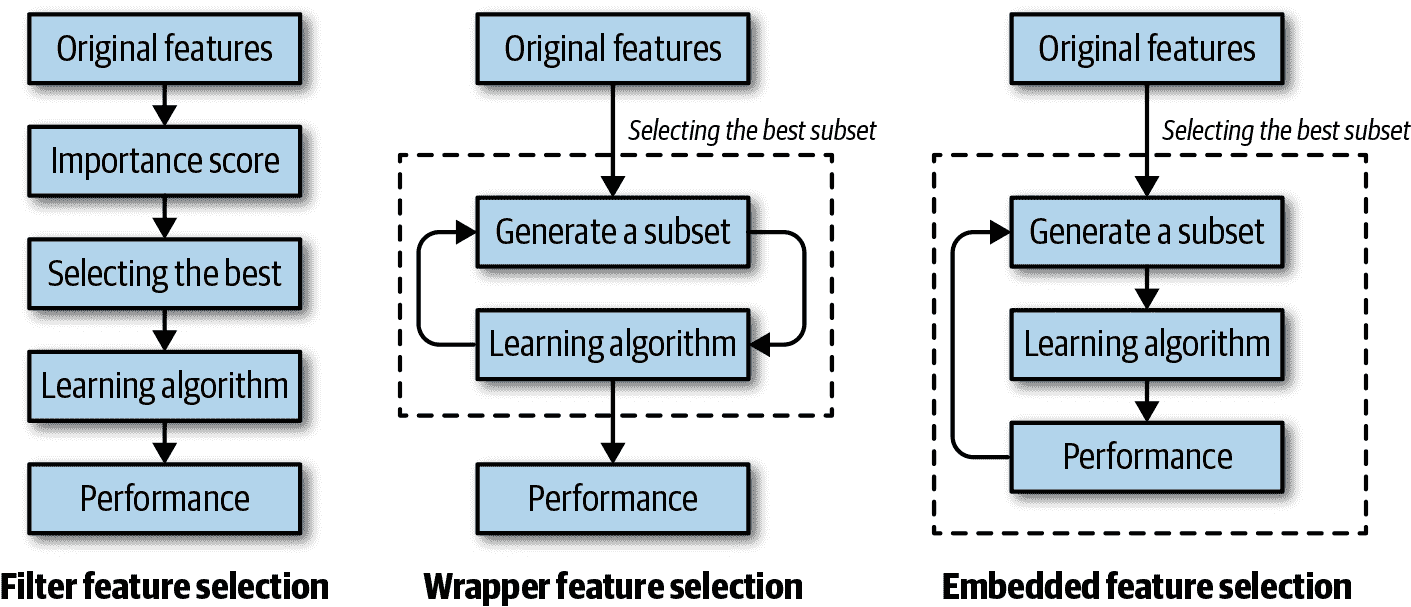 Original features
Importance score
Selecting the best
Learning algorithm
Performance
Filter feature selection
Original features
Selecting the best subset
Generate a subset
Learning algorithm
Performance
Wrapper feature selection
Original features
Selecting the best subset
Generate a subset
Learning algorithm
Performance
Embedded feature selection